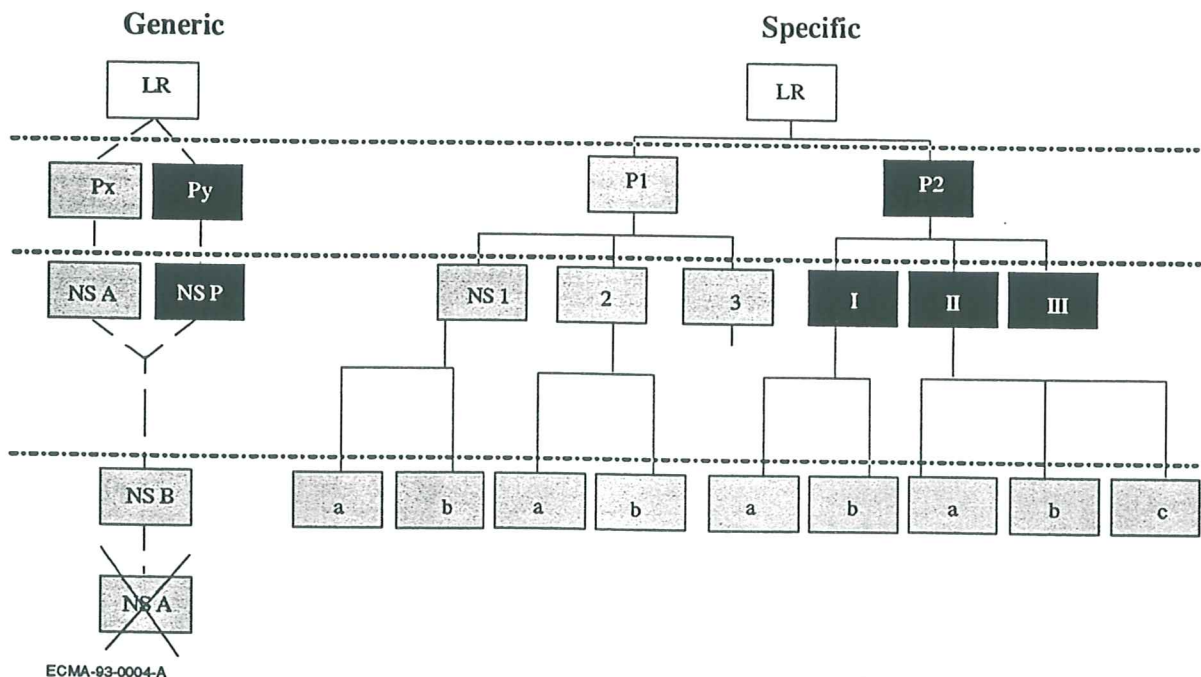 Generic
Specific
LR
LR
Px
Py
P1
P2
NS A
NS P
NS 1
2
3
I
II
III
NS B
a
b
a
b
a
b
a
b
c
NS A
ECMA-93-0004-A